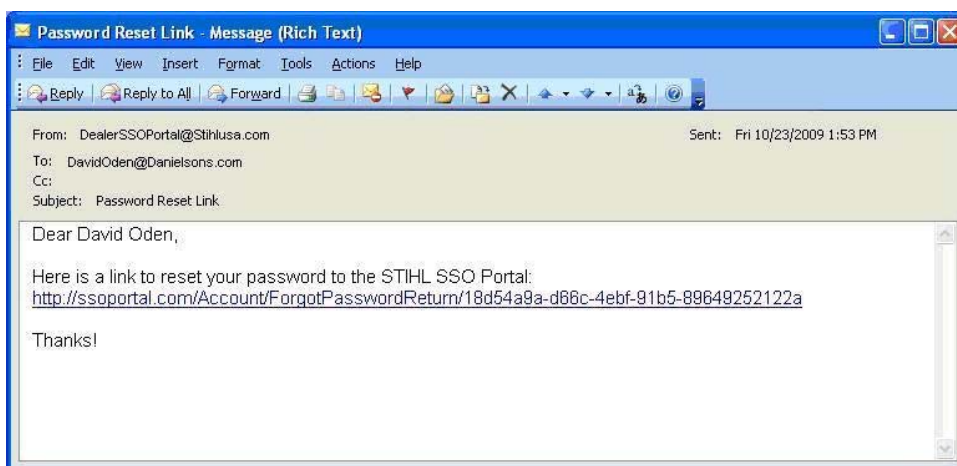 Password Reset Link - Message (Rich Text)
File Edit View Insert Format Tools Actions Help
Reply Reply to All Forward
From: DealerSSOPortal@Stihlusa.com Sent: Fri 10/23/2009 1:53 PM
To: DavidOden@Danielsons.com
Cc:
Subject: Password Reset Link
Dear David Oden,
Here is a link to reset your password to the STIHL SSO Portal:
http://ssoportal.com/Account/ForgotPasswordReturn/18d54a9a-d66c-4ebf-91b5-89649252122a
Thanks!